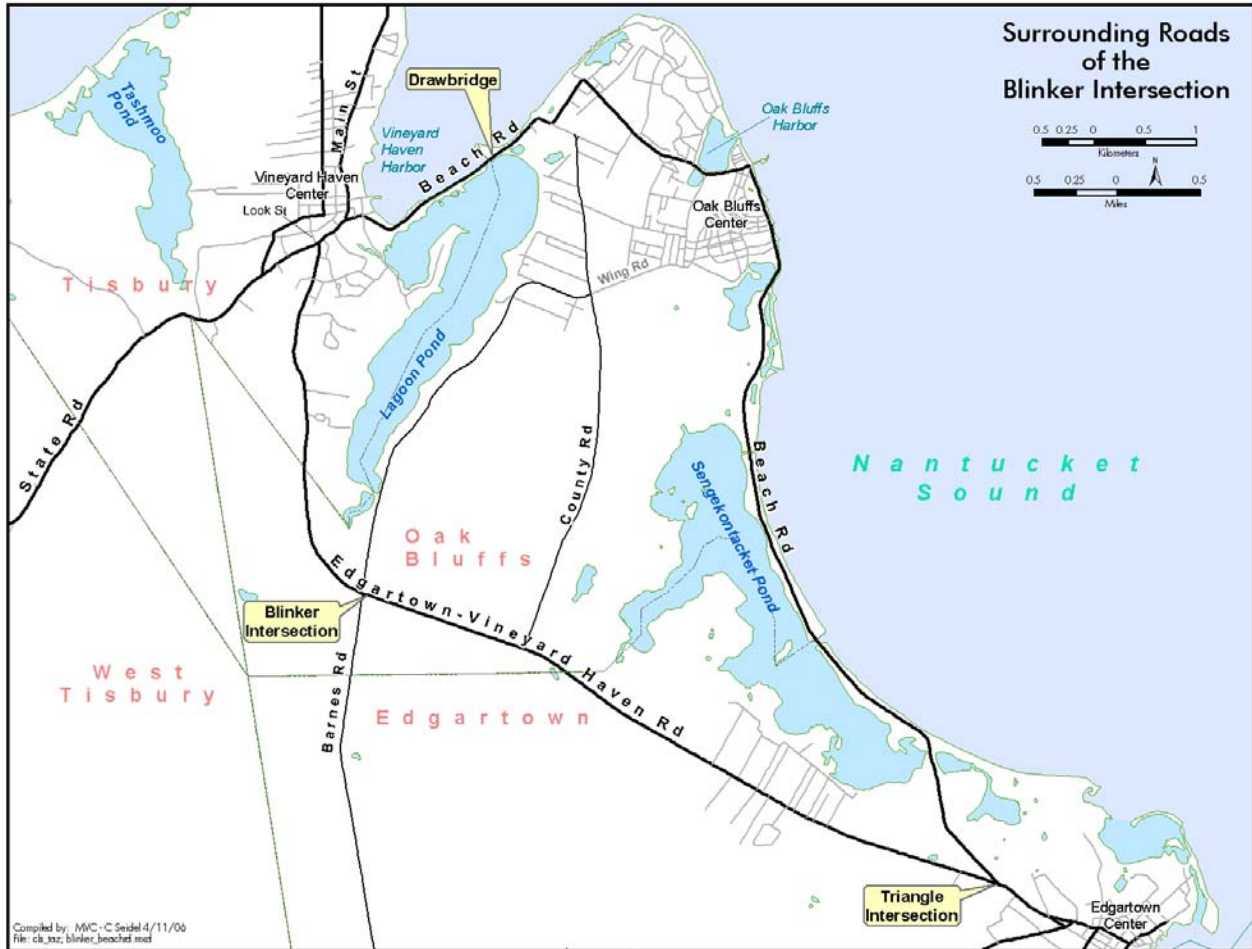 Surrounding Roads
of the
Blinker Intersection
0.5 0.25 0 0.5 1
Kilometers
N
0.5 0.25 0 0.5
Miles
Tashmoo
Pond
Main St
Drawbridge
Vineyard
Haven
Harbor
Beach Rd
Oak Bluffs
Harbor
Vineyard Haven
Center
Look St
Oak Bluffs
Center
Wing Rd
Tisbury
Lagoon Pond
State Rd
County Rd
Beach Rd
Sengekontacket Pond
Nantucket
Sound
Oak
Bluffs
Edgartown-Vineyard Haven Rd
Blinker
Intersection
West
Tisbury
Barnes Rd
Edgartown
Triangle
Intersection
Edgartown
Center
Compiled by: MVC - C Seidel 4/11/06